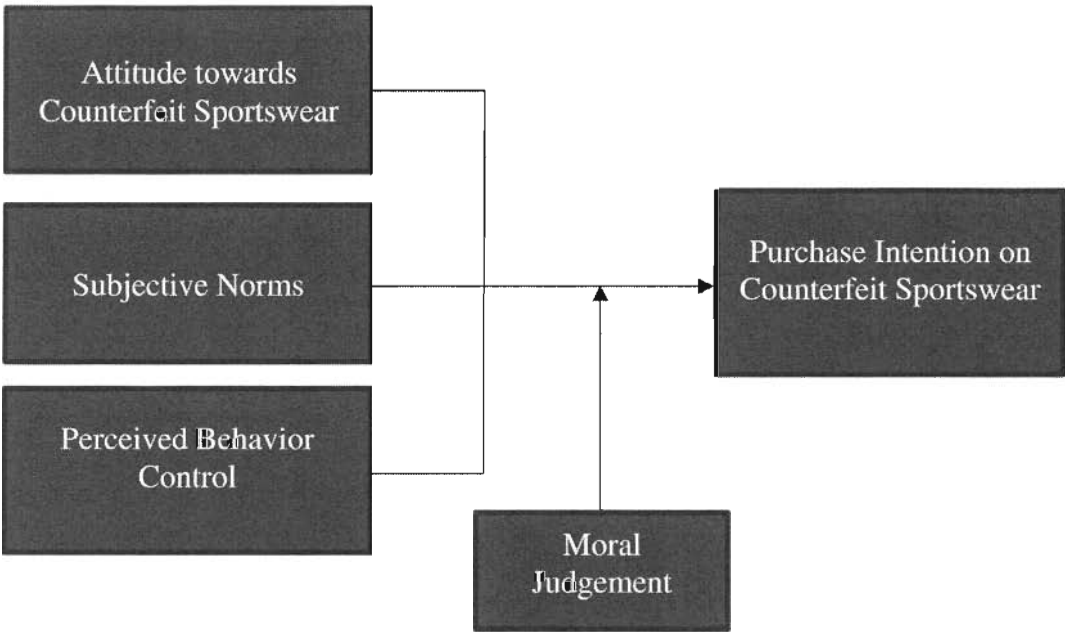 Attitude towards
Counterfeit Sportswear
Subjective Norms
Perceived Behavior
Control
Purchase Intention on
Counterfeit Sportswear
Moral
Judgement